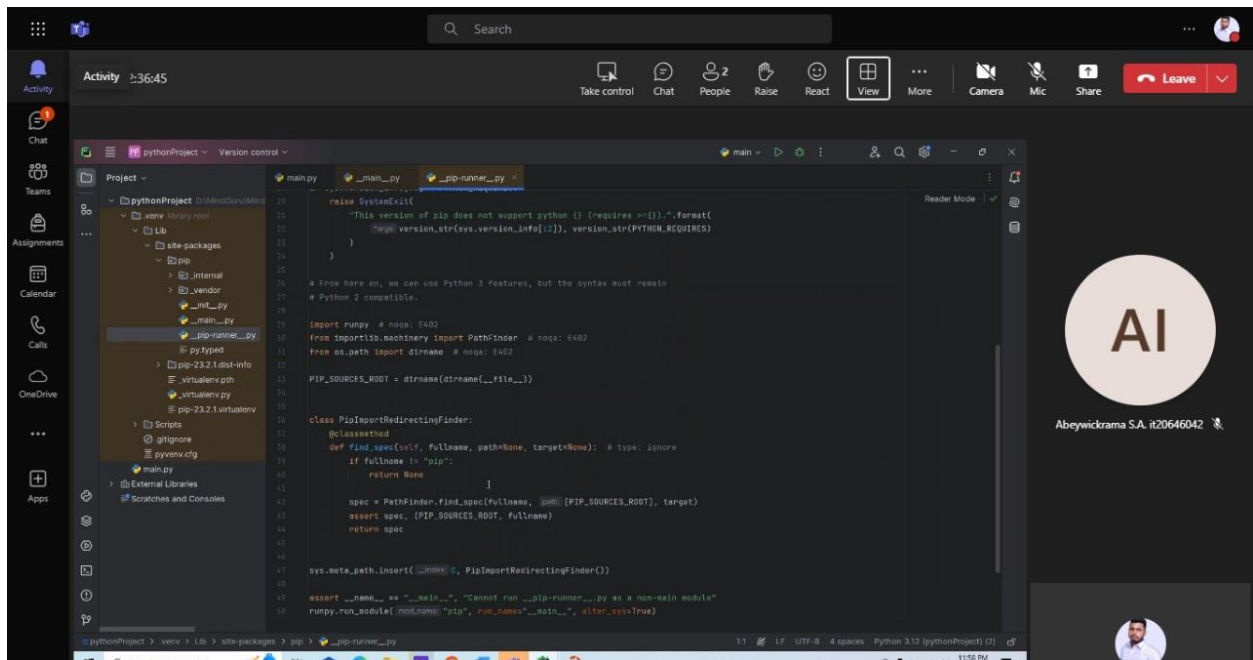 Search
Activity
2:36:45
Take control
Chat
People
2
Raise
React
View
More
Camera
Mic
Share
Leave
Activity
1
Chat
Teams
Assignments
Calendar
Calls
OneDrive
Apps
PP pythonProject
Version control
main
Project
main.py
__main__.py
__pip-runner__.py
Reader Mode
pythonProject
.venv library root
Lib
site-packages
pip
_internal
_vendor
__init__.py
__main__.py
__pip-runner__.py
py.typed
pip-23.2.1.dist-info
_virtualenv.pth
_virtualenv.py
pip-23.2.1.virtualenv
Scripts
.gitignore
pyvenv.cfg
main.py
External Libraries
Scratches and Consoles
20 raise SystemExit(
21 "This version of pip does not support python {} (requires >={}).".format(
22 *args: version_str(sys.version_info[:2]), version_str(PYTHON_REQUIRES)
23 )
24 )
25
26 # From here on, we can use Python 3 features, but the syntax must remain
27 # Python 2 compatible.
28
29 import runpy # noqa: E402
30 from importlib.machinery import PathFinder # noqa: E402
31 from os.path import dirname # noqa: E402
32
33 PIP_SOURCES_ROOT = dirname(dirname(__file__))
34
35
36 class PipImportRedirectingFinder:
37 @classmethod
38 def find_spec(self, fullname, path=None, target=None): # type: ignore
39 if fullname != "pip":
40 return None
41
42 spec = PathFinder.find_spec(fullname, path: [PIP_SOURCES_ROOT], target)
43 assert spec, (PIP_SOURCES_ROOT, fullname)
44 return spec
45
46
47 sys.meta_path.insert( __index: 0, PipImportRedirectingFinder())
48
49 assert __name__ == "__main__", "Cannot run __pip-runner__.py as a non-main module"
50 runpy.run_module( mod_name: "pip", run_name="__main__", alter_sys=True)
pythonProject > .venv > Lib > site-packages > pip > __pip-runner__.py
1:1 LF UTF-8 4 spaces Python 3.12 (pythonProject) (2)
11:58 PM
AI
Abeywickrama S.A. it20646042